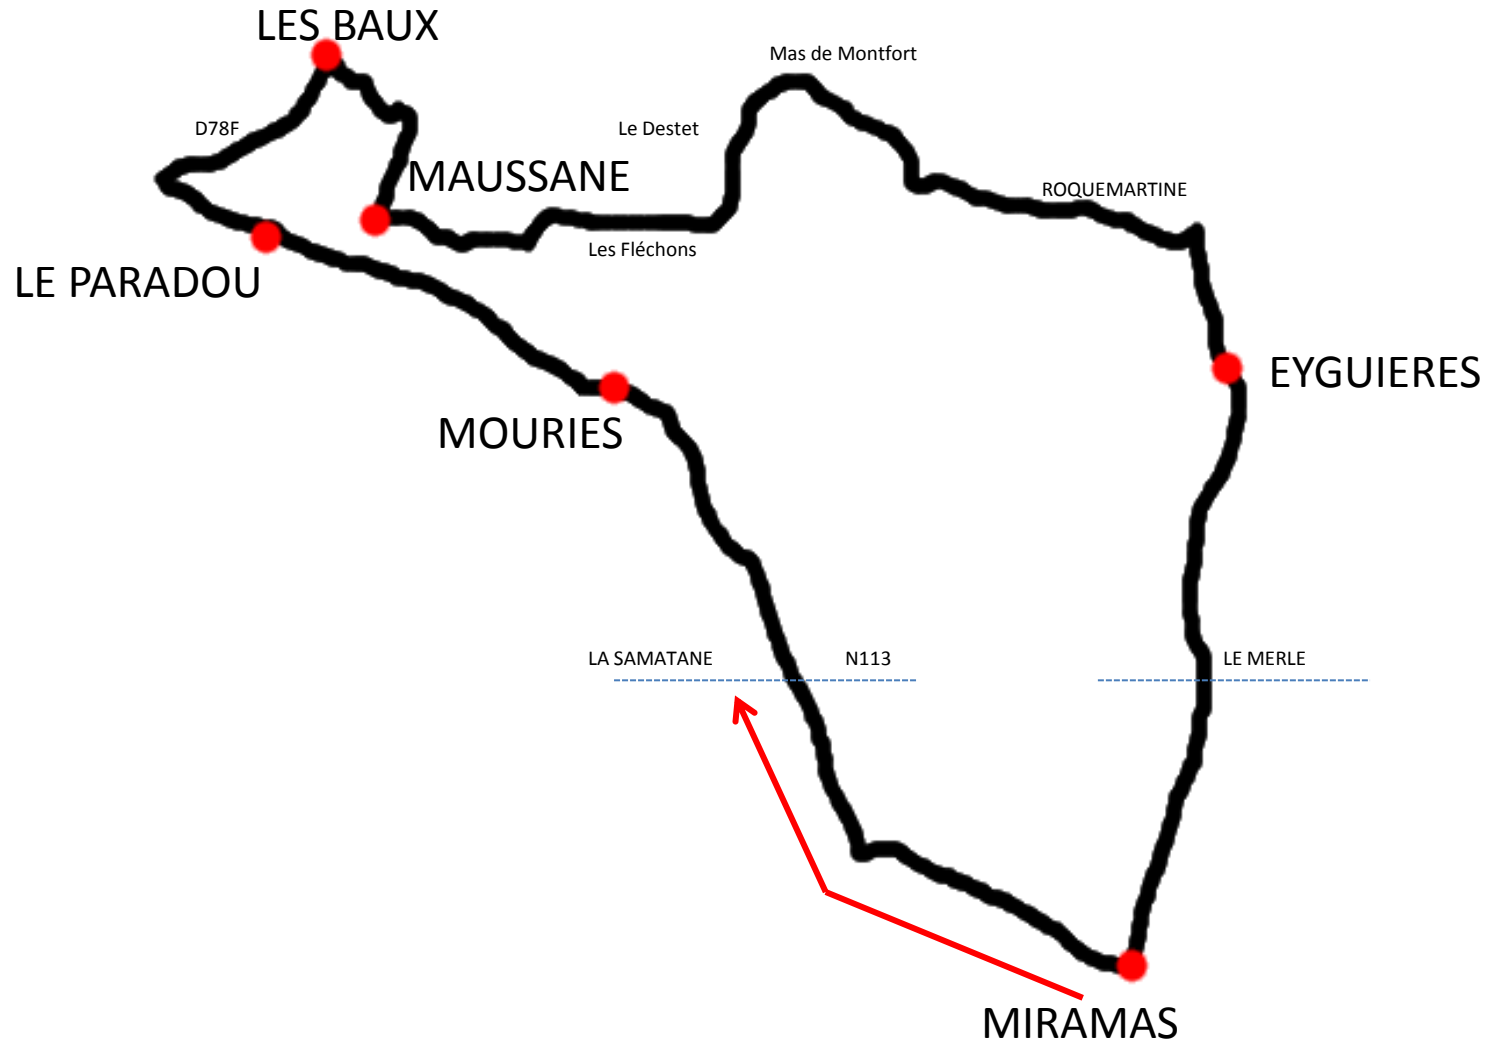 LES BAUX
Mas de Montfort
D78F
Le Destet
MAUSSANE
ROQUEMARTINE
Les Fléchons
LE PARADOU
EYGUIERES
MOURIES
LA SAMATANE
N113
LE MERLE
MIRAMAS